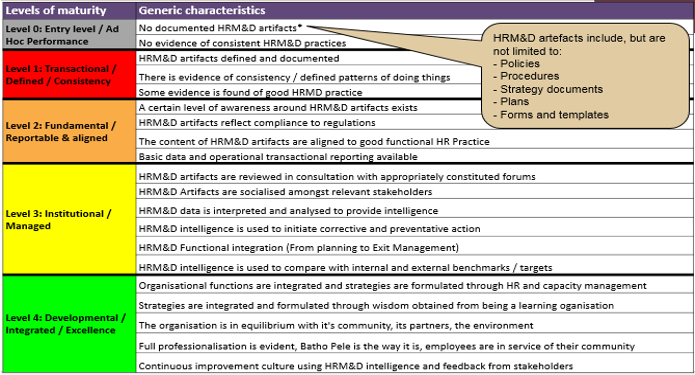 Levels of maturity Generic characteristics
Level 0: Entry level / Ad
Hoc Performance
No documented HRM&D artifacts*
No evidence of consistent HRM&D practices
HRM&D artefacts include, but are
not limited to:
- Policies
- Procedures
- Strategy documents
- Plans
- Forms and templates
Level 1: Transactional /
Defined / Consistency
HRM&D artifacts defined and documented
There is evidence of consistency / defined patterns of doing things
Some evidence is found of good HRMD practice
Level 2: Fundamental /
Reportable & aligned
A certain level of awareness around HRM&D artifacts exists
HRM&D artifacts reflect compliance to regulations
The content of HRM&D artifacts are aligned to good functional HR Practice
Basic data and operational transactional reporting available
Level 3: Institutional /
Managed
HRM&D artifacts are reviewed in consultation with appropriately constituted forums
HRM&D Artifacts are socialised amongst relevant stakeholders
HRM&D data is interpreted and analysed to provide intelligence
HRM&D intelligence is used to initiate corrective and preventative action
HRM&D Functional integration (From planning to Exit Management)
HRM&D intelligence is used to compare with internal and external benchmarks / targets
Level 4: Developmental /
Integrated / Excellence
Organisational functions are integrated and strategies are formulated through HR and capacity management
Strategies are integrated and formulated through wisdom obtained from being a learning oganisation
The organisation is in equilibrium with it's community, its partners, the environment
Full professionalisation is evident, Batho Pele is the way it is, employees are in service of their community
Continuous improvement culture using HRM&D intelligence and feedback from stakeholders